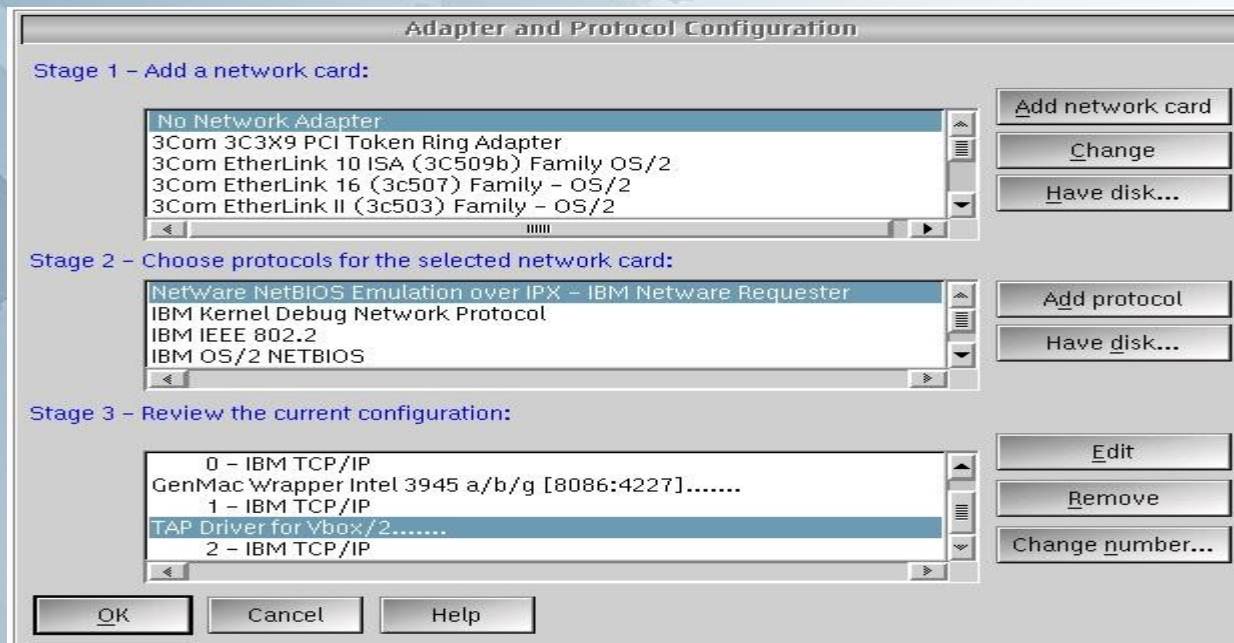 Adapter and Protocol Configuration
Stage 1 – Add a network card:
No Network Adapter
3Com 3C3X9 PCI Token Ring Adapter
3Com EtherLink 10 ISA (3C509b) Family OS/2
3Com EtherLink 16 (3c507) Family – OS/2
3Com EtherLink II (3c503) Family – OS/2
Add network card
Change
Have disk...
Stage 2 – Choose protocols for the selected network card:
NetWare NetBIOS Emulation over IPX – IBM Netware Requester
IBM Kernel Debug Network Protocol
IBM IEEE 802.2
IBM OS/2 NETBIOS
Add protocol
Have disk...
Stage 3 – Review the current configuration:
0 – IBM TCP/IP
GenMac Wrapper Intel 3945 a/b/g [8086:4227].......
1 – IBM TCP/IP
TAP Driver for Vbox/2.......
2 – IBM TCP/IP
Edit
Remove
Change number...
OK
Cancel
Help